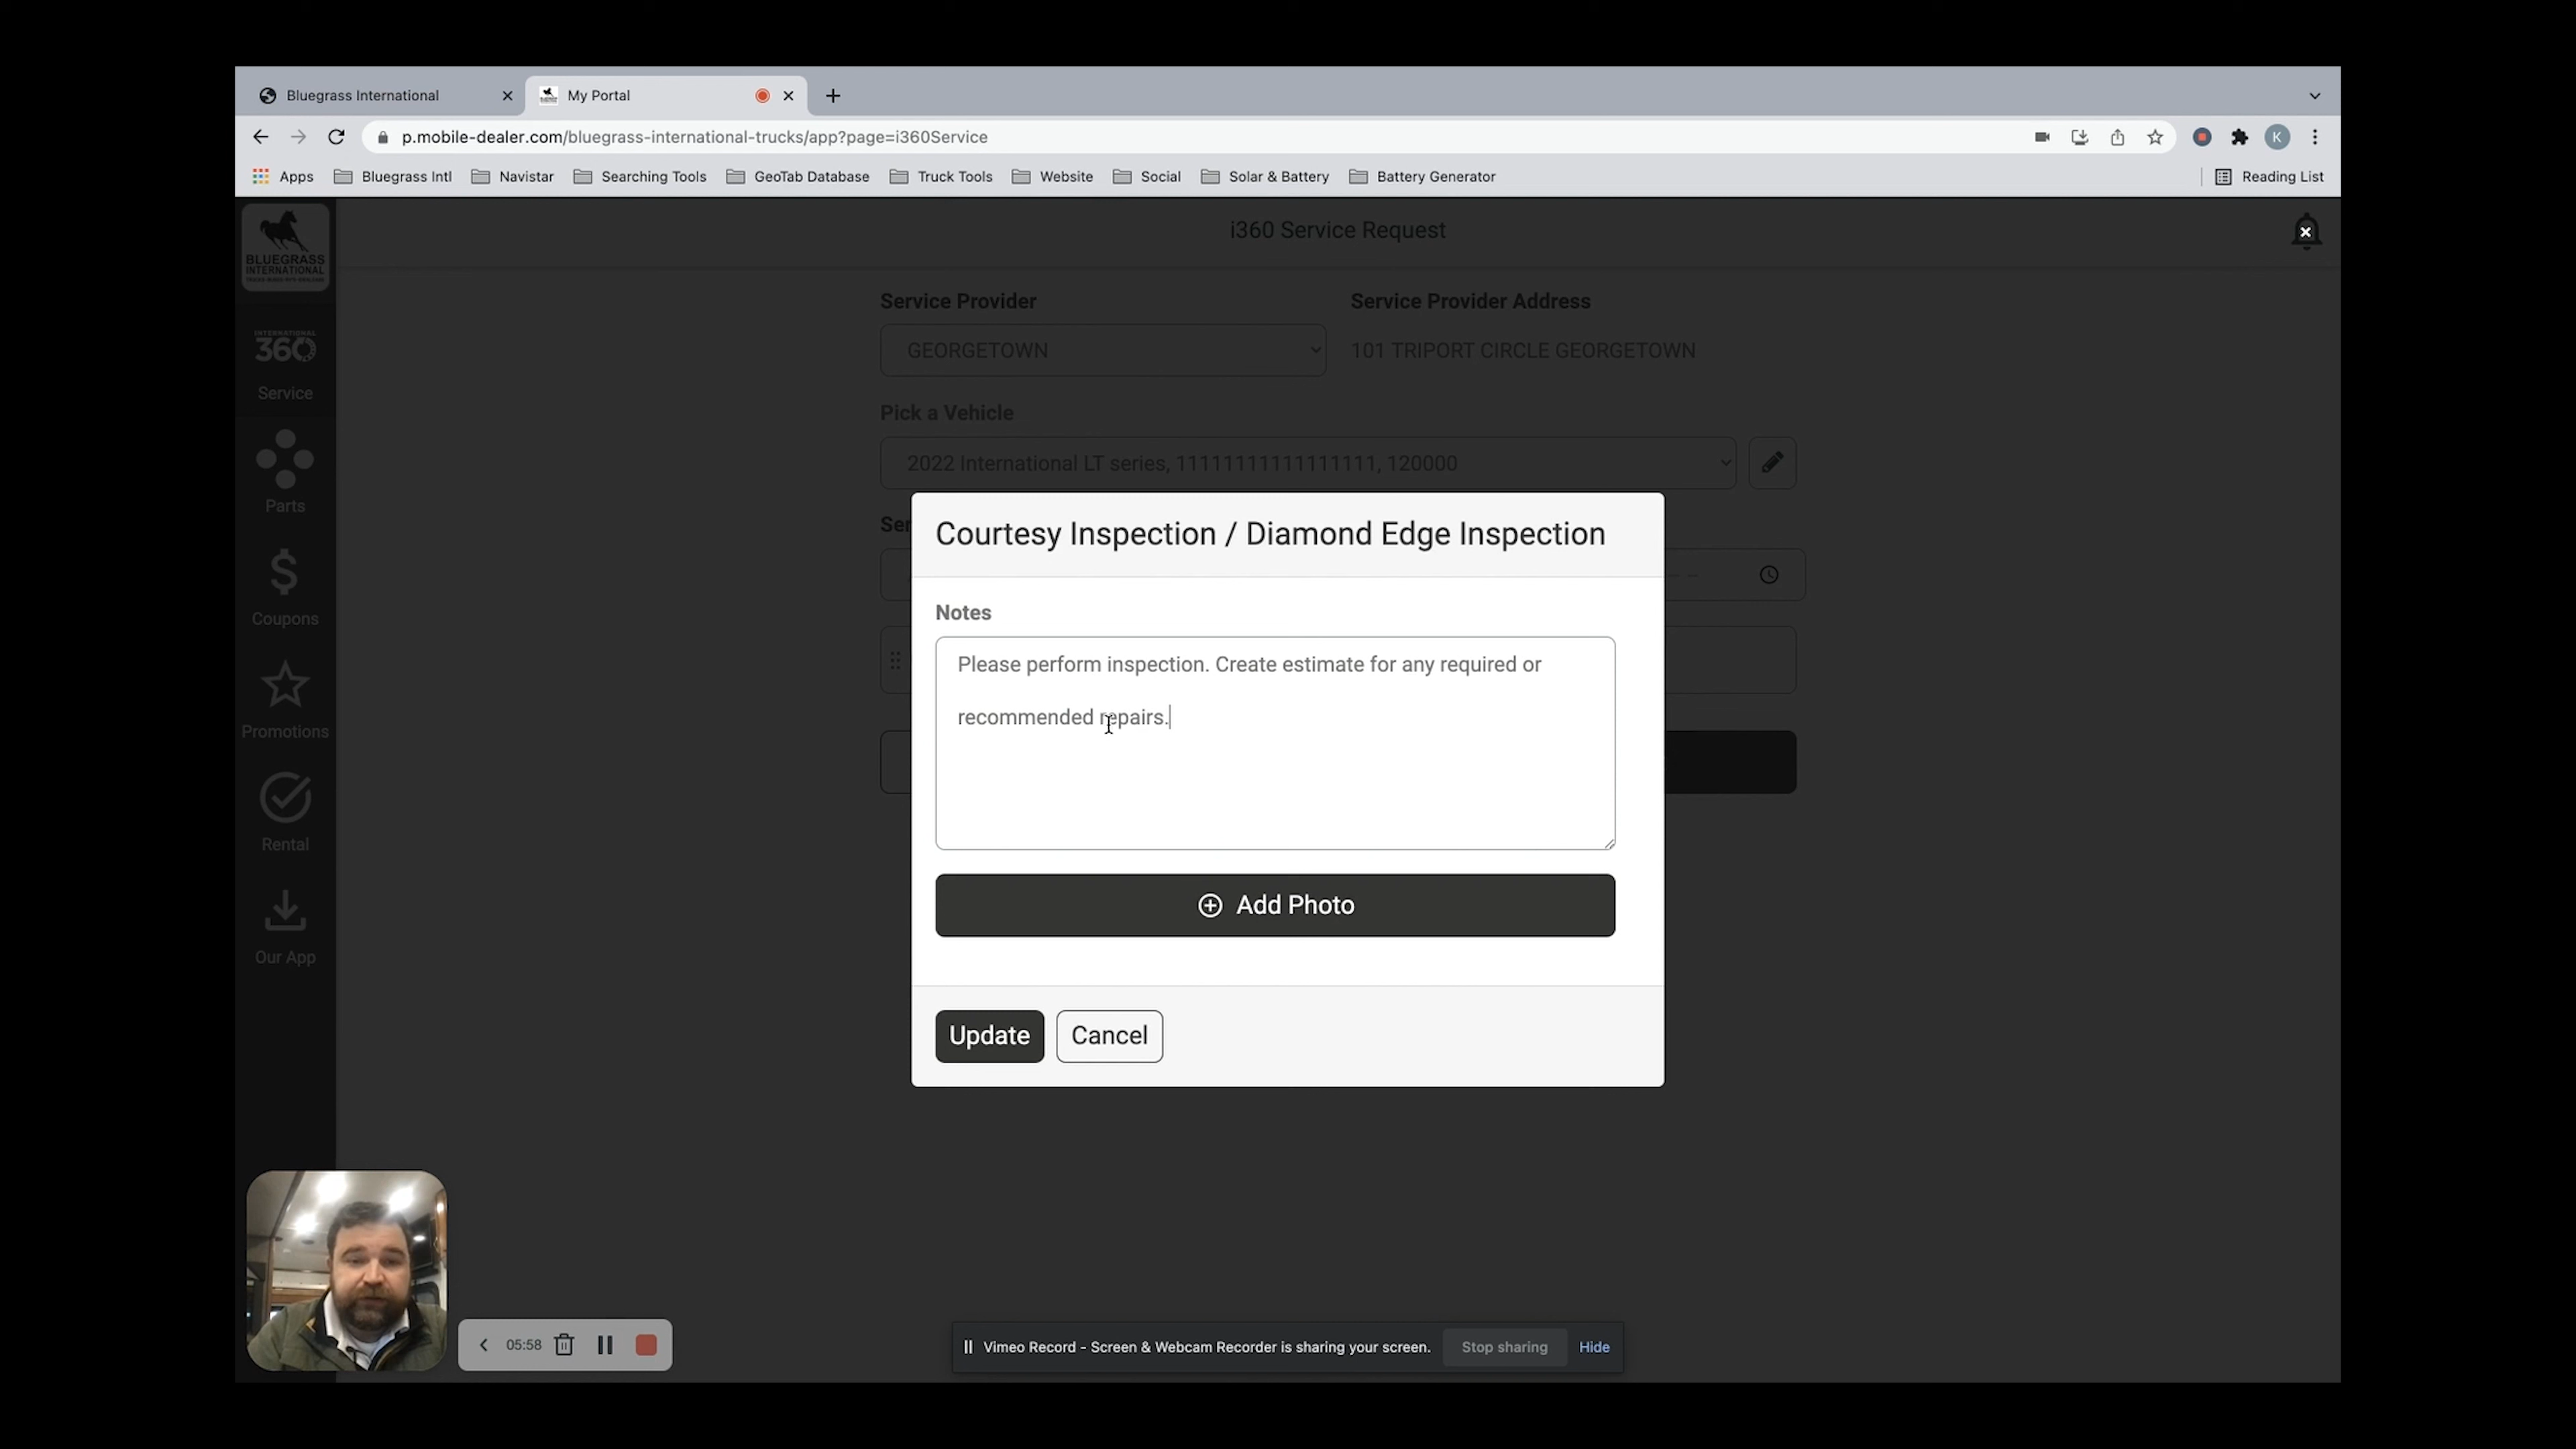 Bluegrass International
My Portal
p.mobile-dealer.com/bluegrass-international-trucks/app?page=i360Service
K
Apps
Bluegrass Intl
Navistar
Searching Tools
GeoTab Database
Truck Tools
Website
Social
Solar & Battery
Battery Generator
Reading List
BLUEGRASS
INTERNATIONAL
i360 Service Request
INTERNATIONAL
360
Service
Parts
Coupons
Promotions
Rental
Our App
Service Provider
Service Provider Address
GEORGETOWN
101 TRIPORT CIRCLE GEORGETOWN
Pick a Vehicle
2022 International LT series, 11111111111111111, 120000
Ser
Courtesy Inspection / Diamond Edge Inspection
Notes
Please perform inspection. Create estimate for any required or
recommended repairs.
Add Photo
Update
Cancel
05:58
Vimeo Record - Screen & Webcam Recorder is sharing your screen.
Stop sharing
Hide